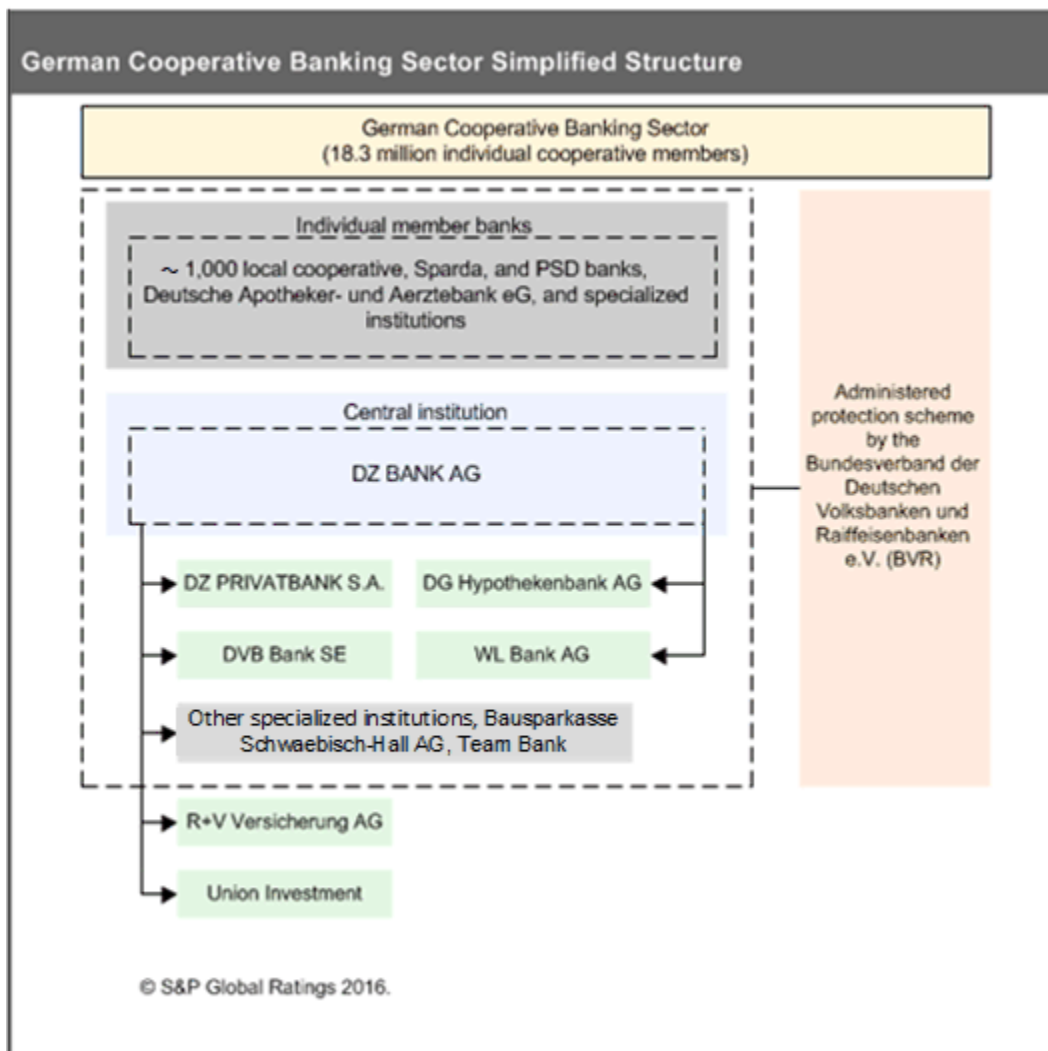 German Cooperative Banking Sector Simplified Structure
German Cooperative Banking Sector
(18.3 million individual cooperative members)
Individual member banks
~ 1,000 local cooperative, Sparda, and PSD banks,
Deutsche Apotheker- und Aerztebank eG, and specialized
institutions
Central institution
DZ BANK AG
DZ PRIVATBANK S.A.
DG Hypothekenbank AG
DVB Bank SE
WL Bank AG
Other specialized institutions, Bausparkasse
Schwaebisch-Hall AG, Team Bank
R+V Versicherung AG
Union Investment
Administered
protection scheme
by the
Bundesverband der
Deutschen
Volksbanken und
Raiffeisenbanken
e.V. (BVR)
© S&P Global Ratings 2016.